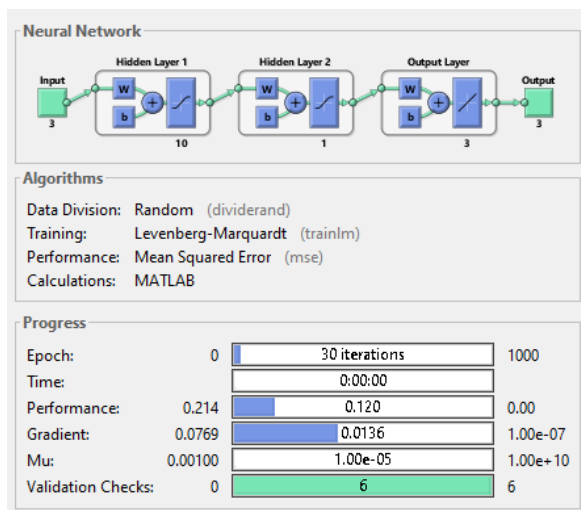 Neural Network
Hidden Layer 1 Hidden Layer 2 Output Layer
Input Output
W W W
+ + +
b b b
3 3
10 1 3
Algorithms
Data Division: Random (dividerand)
Training: Levenberg-Marquardt (trainlm)
Performance: Mean Squared Error (mse)
Calculations: MATLAB
Progress
Epoch: 0 30 iterations 1000
Time: 0:00:00
Performance: 0.214 0.120 0.00
Gradient: 0.0769 0.0136 1.00e-07
Mu: 0.00100 1.00e-05 1.00e+10
Validation Checks: 0 6 6